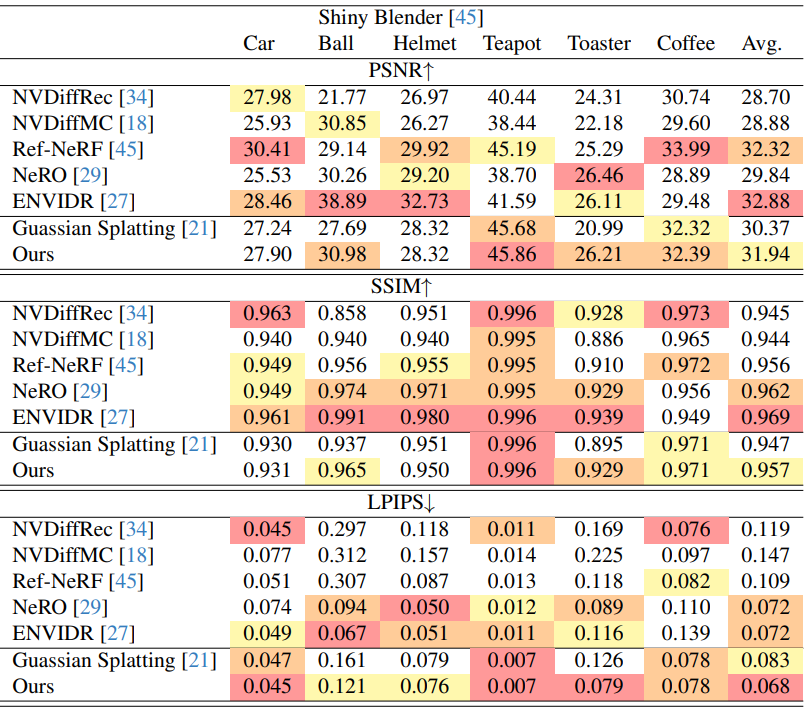 Shiny Blender [45]
Car Ball Helmet Teapot Toaster Coffee Avg.
PSNR↑
NVDiffRec [34] 27.98 21.77 26.97 40.44 24.31 30.74 28.70
NVDiffMC [18] 25.93 30.85 26.27 38.44 22.18 29.60 28.88
Ref-NeRF [45] 30.41 29.14 29.92 45.19 25.29 33.99 32.32
NeRO [29] 25.53 30.26 29.20 38.70 26.46 28.89 29.84
ENVIDR [27] 28.46 38.89 32.73 41.59 26.11 29.48 32.88
Guassian Splatting [21] 27.24 27.69 28.32 45.68 20.99 32.32 30.37
Ours 27.90 30.98 28.32 45.86 26.21 32.39 31.94
SSIM↑
NVDiffRec [34] 0.963 0.858 0.951 0.996 0.928 0.973 0.945
NVDiffMC [18] 0.940 0.940 0.940 0.995 0.886 0.965 0.944
Ref-NeRF [45] 0.949 0.956 0.955 0.995 0.910 0.972 0.956
NeRO [29] 0.949 0.974 0.971 0.995 0.929 0.956 0.962
ENVIDR [27] 0.961 0.991 0.980 0.996 0.939 0.949 0.969
Guassian Splatting [21] 0.930 0.937 0.951 0.996 0.895 0.971 0.947
Ours 0.931 0.965 0.950 0.996 0.929 0.971 0.957
LPIPS↓
NVDiffRec [34] 0.045 0.297 0.118 0.011 0.169 0.076 0.119
NVDiffMC [18] 0.077 0.312 0.157 0.014 0.225 0.097 0.147
Ref-NeRF [45] 0.051 0.307 0.087 0.013 0.118 0.082 0.109
NeRO [29] 0.074 0.094 0.050 0.012 0.089 0.110 0.072
ENVIDR [27] 0.049 0.067 0.051 0.011 0.116 0.139 0.072
Guassian Splatting [21] 0.047 0.161 0.079 0.007 0.126 0.078 0.083
Ours 0.045 0.121 0.076 0.007 0.079 0.078 0.068